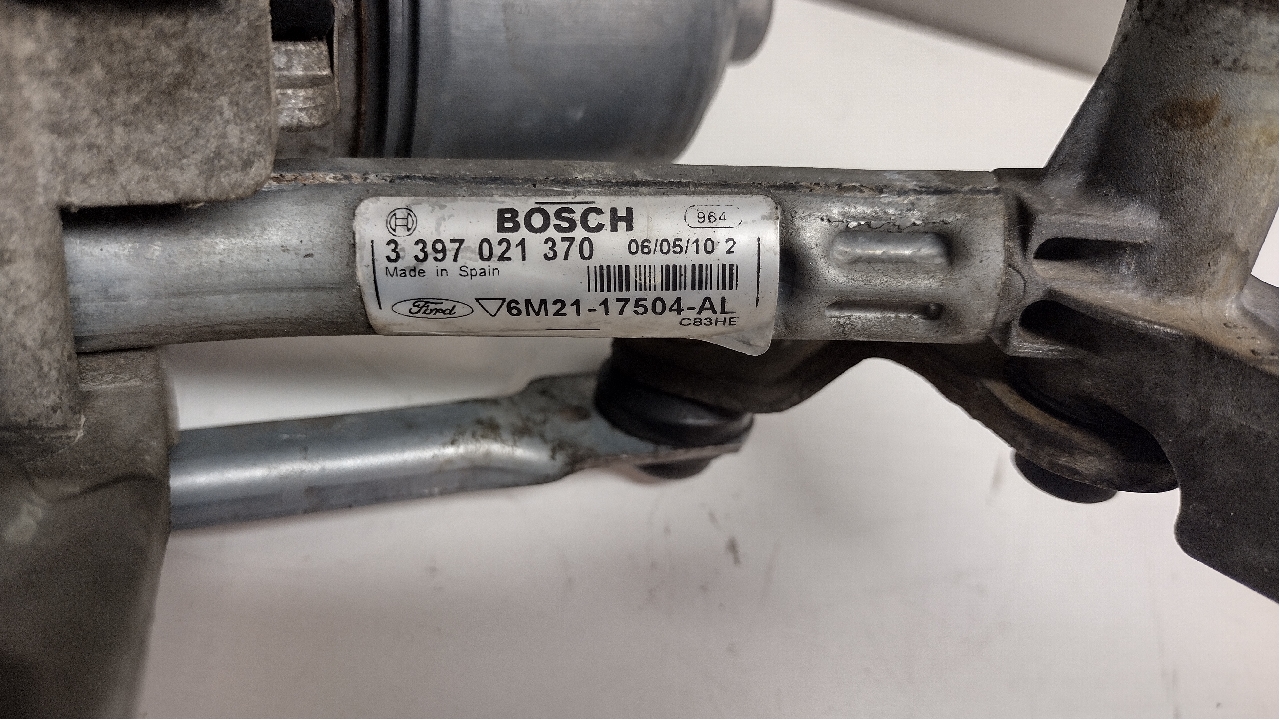 BOSCH 964
3 397 021 370 06/05/10 2
Made in Spain
Ford 6M21-17504-AL
C83HE